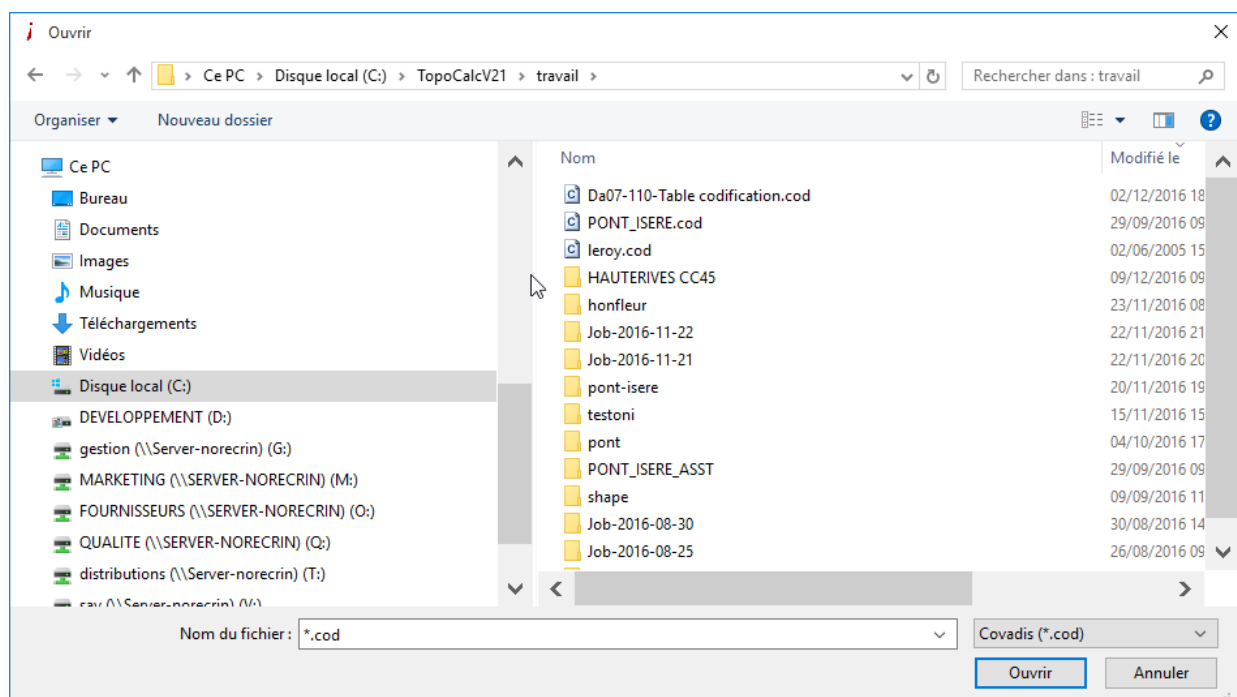 Ouvrir
Ce PC > Disque local (C:) > TopoCalcV21 > travail >
Rechercher dans : travail
Organiser
Nouveau dossier
Ce PC
Bureau
Documents
Images
Musique
Téléchargements
Vidéos
Disque local (C:)
DEVELOPPEMENT (D:)
gestion (\\Server-norecrin) (G:)
MARKETING (\\SERVER-NORECRIN) (M:)
FOURNISSEURS (\\SERVER-NORECRIN) (O:)
QUALITE (\\SERVER-NORECRIN) (Q:)
distributions (\\Server-norecrin) (T:)
sav (\\Server-norecrin) (V:)
Nom Modifié le
Da07-110-Table codification.cod 02/12/2016 18
PONT_ISERE.cod 29/09/2016 09
leroy.cod 02/06/2005 15
HAUTERIVES CC45 09/12/2016 09
honfleur 23/11/2016 08
Job-2016-11-22 22/11/2016 21
Job-2016-11-21 22/11/2016 20
pont-isere 20/11/2016 19
testoni 15/11/2016 15
pont 04/10/2016 17
PONT_ISERE_ASST 29/09/2016 09
shape 09/09/2016 11
Job-2016-08-30 30/08/2016 14
Job-2016-08-25 26/08/2016 09
Nom du fichier : *.cod
Covadis (*.cod)
Ouvrir
Annuler